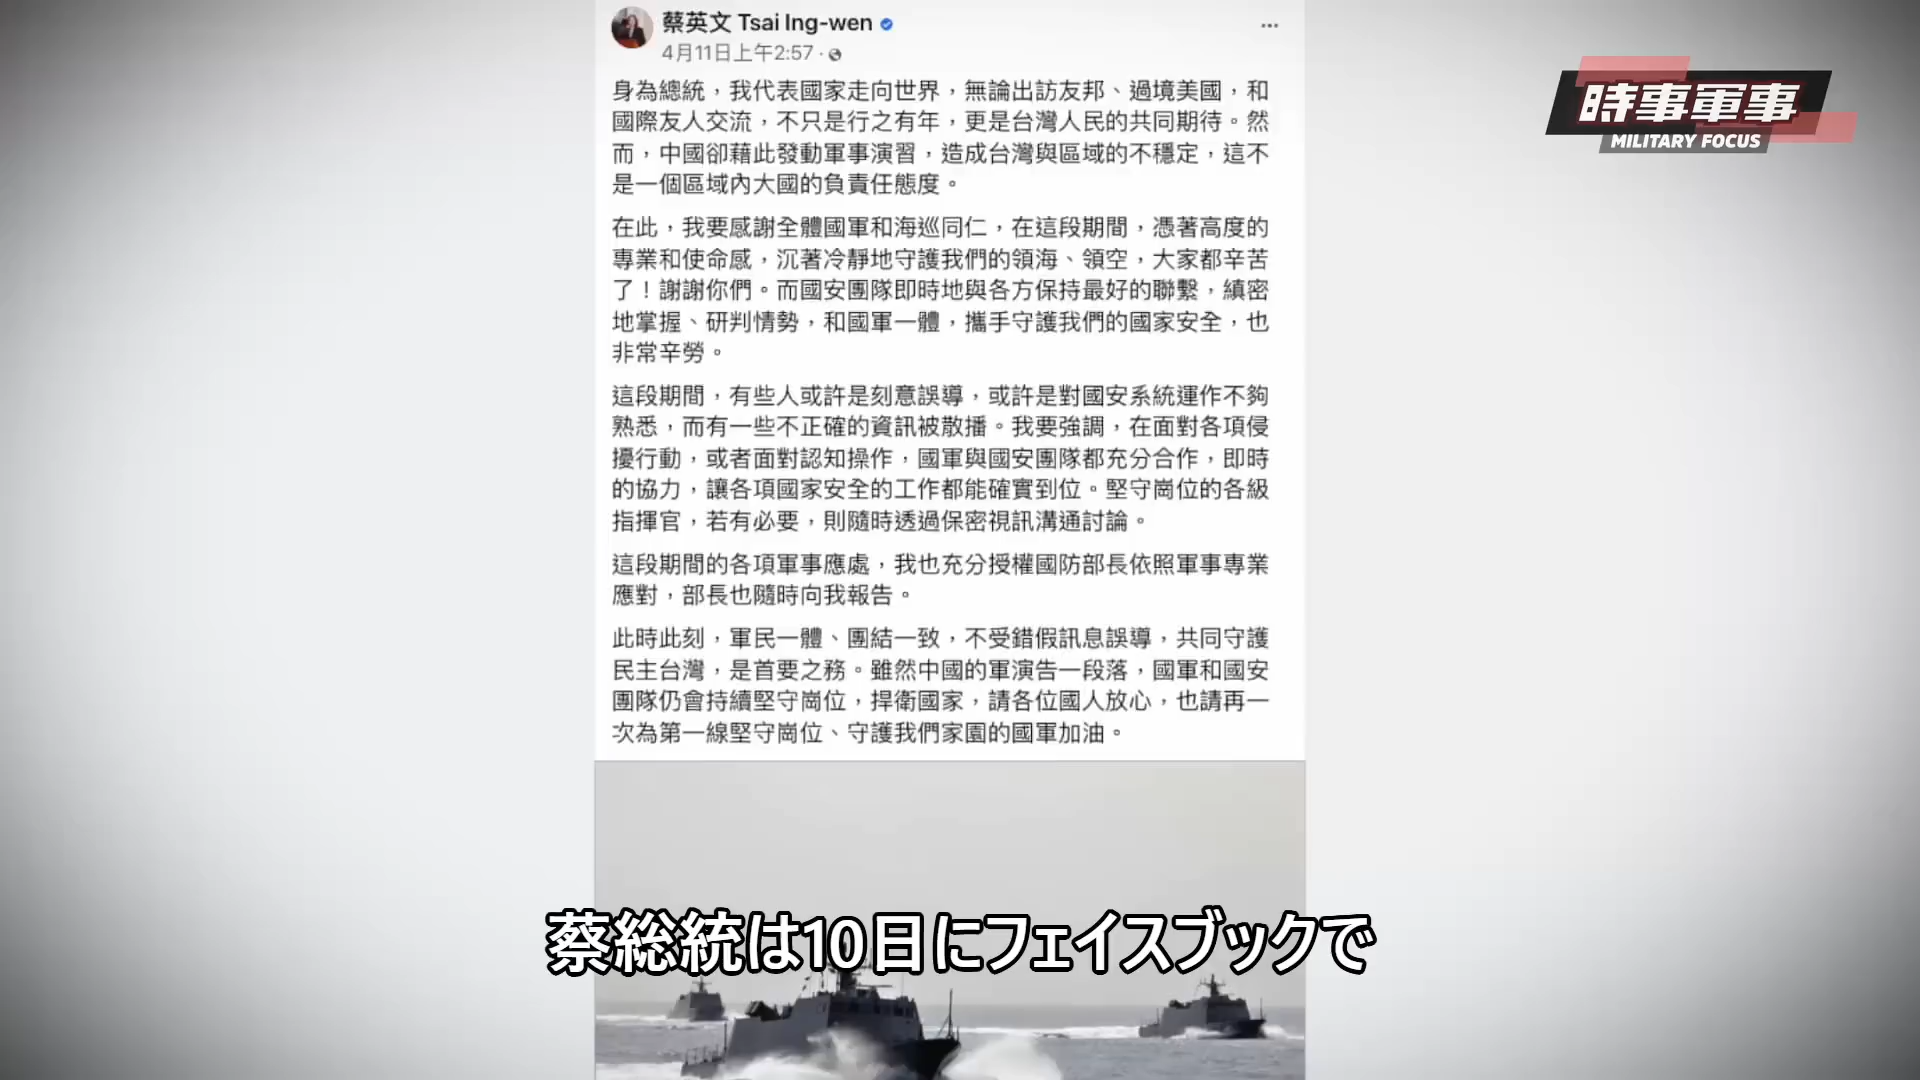 蔡英文 Tsai Ing-wen
4月11日上午2:57 ·
身為總統，我代表國家走向世界，無論出訪友邦、過境美國，和
國際友人交流，不只是行之有年，更是台灣人民的共同期待。然
而，中國卻藉此發動軍事演習，造成台灣與區域的不穩定，這不
是一個區域內大國的負責任態度。
在此，我要感謝全體國軍和海巡同仁，在這段期間，憑著高度的
專業和使命感，沉著冷靜地守護我們的領海、領空，大家都辛苦
了！謝謝你們。而國安團隊即時地與各方保持最好的聯繫，縝密
地掌握、研判情勢，和國軍一體，攜手守護我們的國家安全，也
非常辛勞。
這段期間，有些人或許是刻意誤導，或許是對國安系統運作不夠
熟悉，而有一些不正確的資訊被散播。我要強調，在面對各項侵
擾行動，或者面對認知操作，國軍與國安團隊都充分合作，即時
的協力，讓各項國家安全的工作都能確實到位。堅守崗位的各級
指揮官，若有必要，則隨時透過保密視訊溝通討論。
這段期間的各項軍事應處，我也充分授權國防部長依照軍事專業
應對，部長也隨時向我報告。
此時此刻，軍民一體、團結一致，不受錯假訊息誤導，共同守護
民主台灣，是首要之務。雖然中國的軍演告一段落，國軍和國安
團隊仍會持續堅守崗位，捍衛國家，請各位國人放心，也請再一
次為第一線堅守崗位、守護我們家園的國軍加油。
時事軍事
MILITARY FOCUS
蔡総統は10日にフェイスブックで